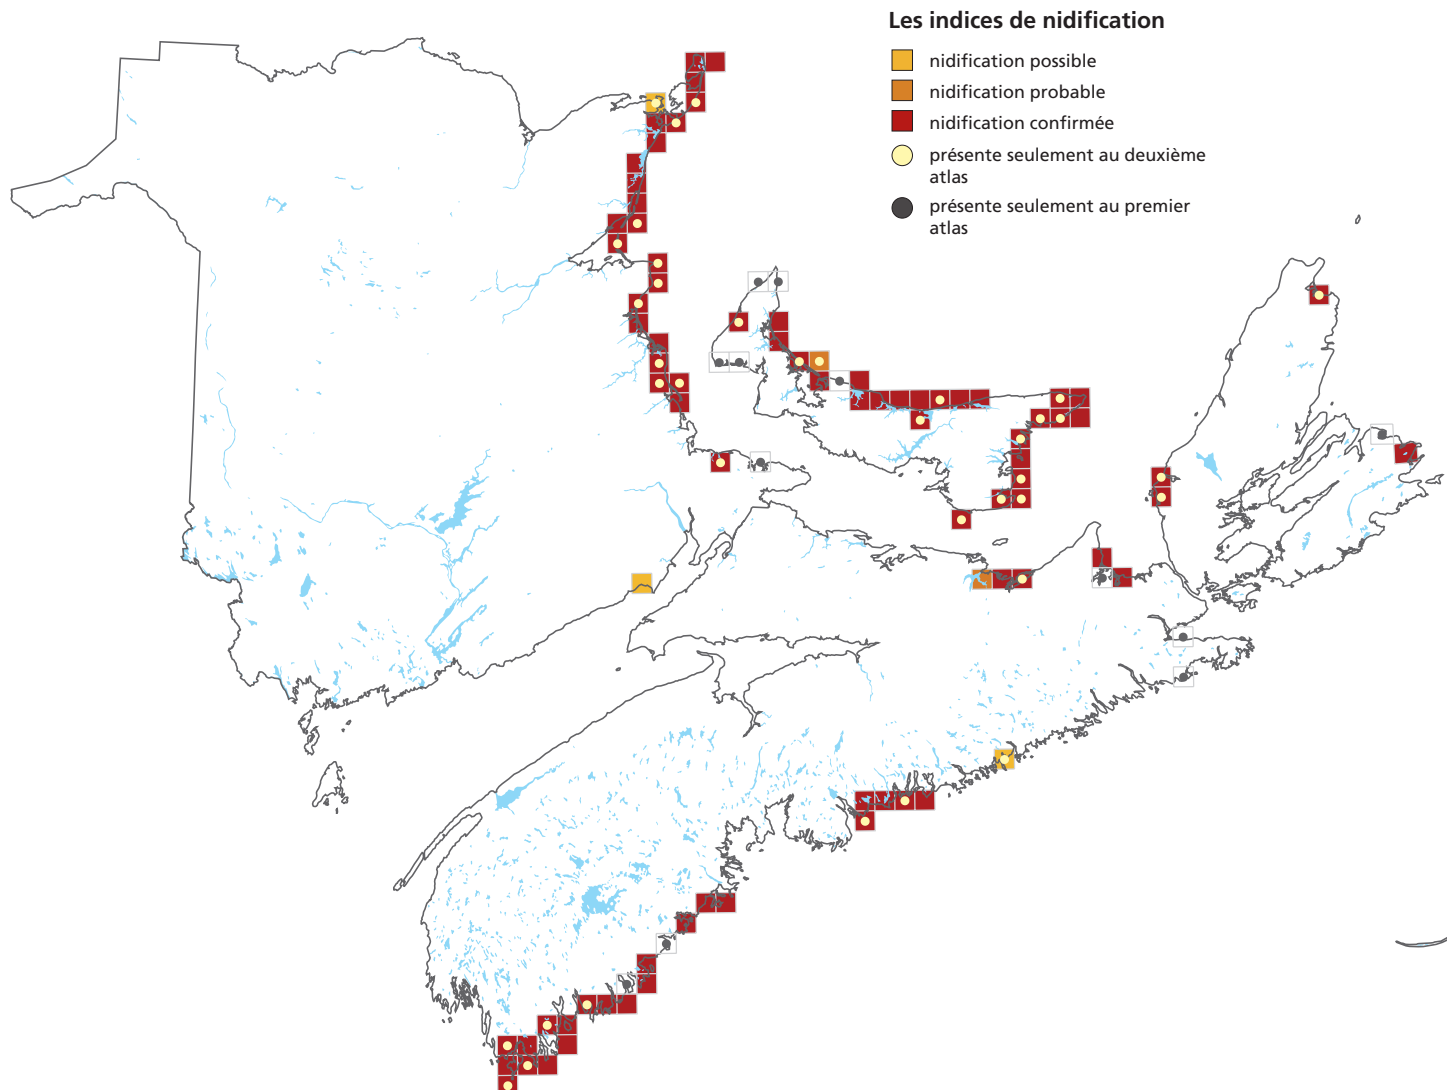 Les indices de nidification
nidification possible
nidification probable
nidification confirmée
présente seulement au deuxième
atlas
présente seulement au premier
atlas